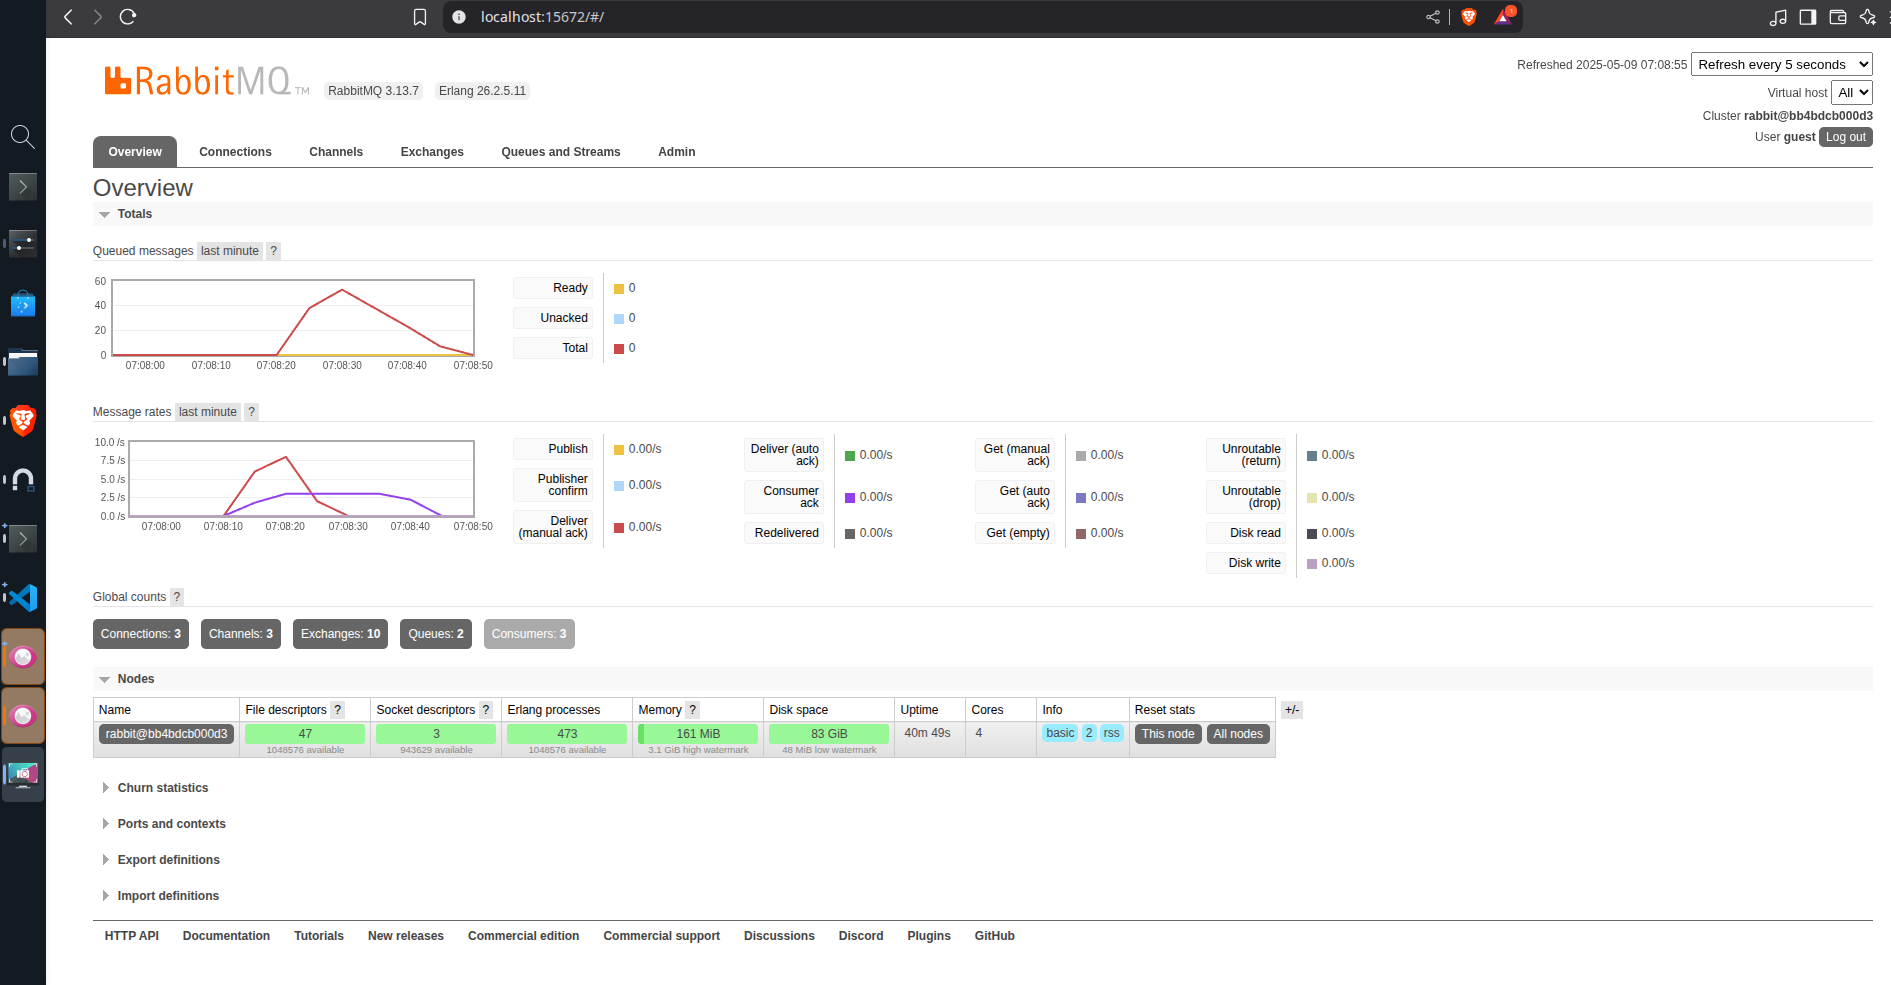 localhost:15672/#/
RabbitMQ TM RabbitMQ 3.13.7 Erlang 26.2.5.11
Refreshed 2025-05-09 07:08:55 Refresh every 5 seconds
Virtual host All
Cluster rabbit@bb4bdcb000d3
User guest Log out
Overview Connections Channels Exchanges Queues and Streams Admin
Overview
Totals
Queued messages last minute ?
60
40
20
0
07:08:00 07:08:10 07:08:20 07:08:30 07:08:40 07:08:50
Ready 0
Unacked 0
Total 0
Message rates last minute ?
10.0 /s
7.5 /s
5.0 /s
2.5 /s
0.0 /s
07:08:00 07:08:10 07:08:20 07:08:30 07:08:40 07:08:50
Publish 0.00/s
Publisher
confirm 0.00/s
Deliver
(manual ack) 0.00/s
Deliver (auto
ack) 0.00/s
Consumer
ack 0.00/s
Redelivered 0.00/s
Get (manual
ack) 0.00/s
Get (auto
ack) 0.00/s
Get (empty) 0.00/s
Unroutable
(return) 0.00/s
Unroutable
(drop) 0.00/s
Disk read 0.00/s
Disk write 0.00/s
Global counts ?
Connections: 3 Channels: 3 Exchanges: 10 Queues: 2 Consumers: 3
Nodes
Name File descriptors ? Socket descriptors ? Erlang processes Memory ? Disk space Uptime Cores Info Reset stats +/-
rabbit@bb4bdcb000d3 47 3 473 161 MiB 83 GiB 40m 49s 4 basic 2 rss This node All nodes
1048576 available 943629 available 1048576 available 3.1 GiB high watermark 48 MiB low watermark
Churn statistics
Ports and contexts
Export definitions
Import definitions
HTTP API Documentation Tutorials New releases Commercial edition Commercial support Discussions Discord Plugins GitHub